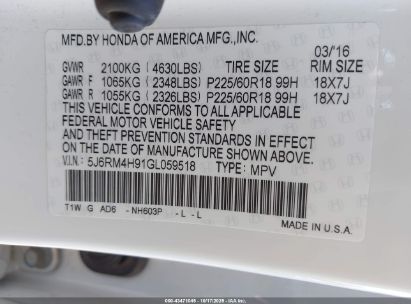 MFD.BY HONDA OF AMERICA MFG.,INC.
03/16
GVWR 2100KG (4630LBS) TIRE SIZE RIM SIZE
GAWR F 1065KG (2348LBS) P225/60R18 99H 18X7J
GAWR R 1055KG (2326LBS) P225/60R18 99H 18X7J
THIS VEHICLE CONFORMS TO ALL APPLICABLE
FEDERAL MOTOR VEHICLE SAFETY, BUMPER,
AND THEFT PREVENTION STANDARDS IN EFFECT
ON THE DATE OF MANUFACTURE SHOWN ABOVE.
V.I.N: 5J6RM4H91GL059518 TYPE: MPV
T1W G AD6 - NH603P - L - L
MADE IN U.S.A.